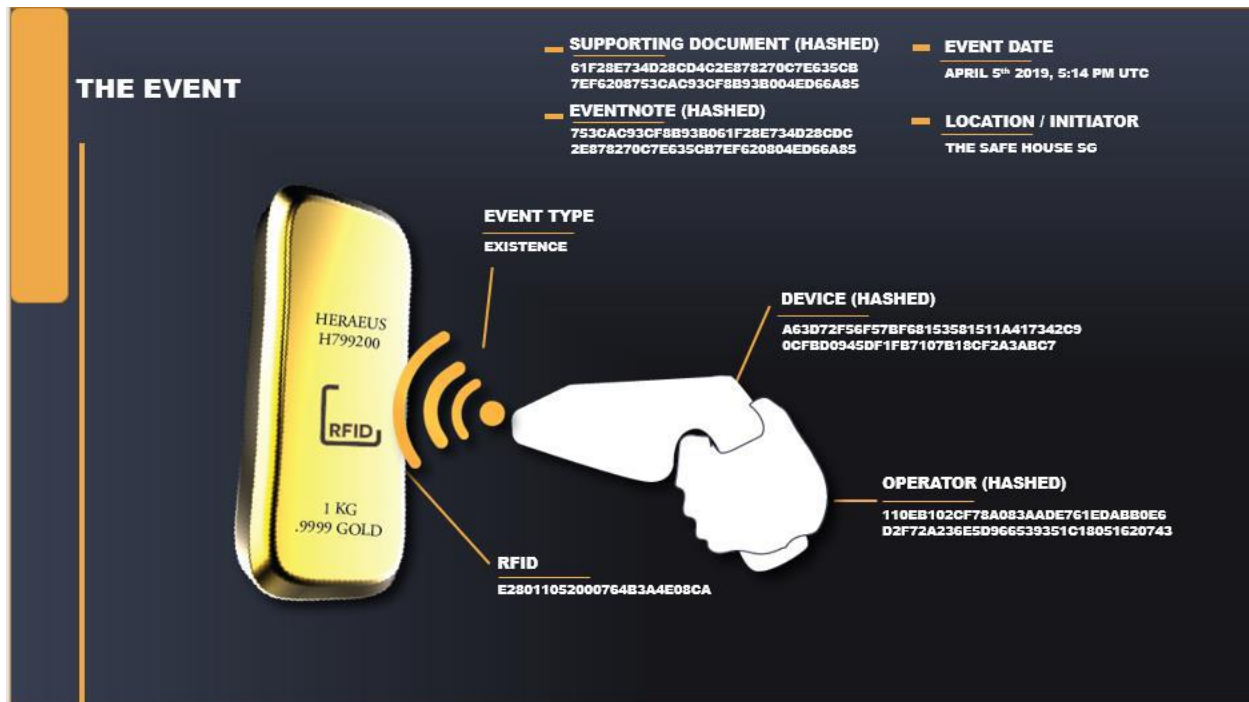 THE EVENT
SUPPORTING DOCUMENT (HASHED)
61F28E734D28CD4C2E878270C7E635CB
7EF6208753CAC93CF8B93B004ED66A85
EVENTNOTE (HASHED)
753CAC93CF8B93B061F28E734D28CDC
2E878270C7E635CB7EF620804ED66A85
EVENT DATE
APRIL 5th 2019, 5:14 PM UTC
LOCATION / INITIATOR
THE SAFE HOUSE SG
EVENT TYPE
EXISTENCE
HERAEUS
H799200
RFID
1 KG
.9999 GOLD
DEVICE (HASHED)
A63D72F56F57BF68153581511A417342C9
0CFBD0945DF1FB7107B18CF2A3ABC7
OPERATOR (HASHED)
110EB102CF78A083AADE761EDABB0E6
D2F72A236E5D966539351C18051620743
RFID
E28011052000764B3A4E08CA